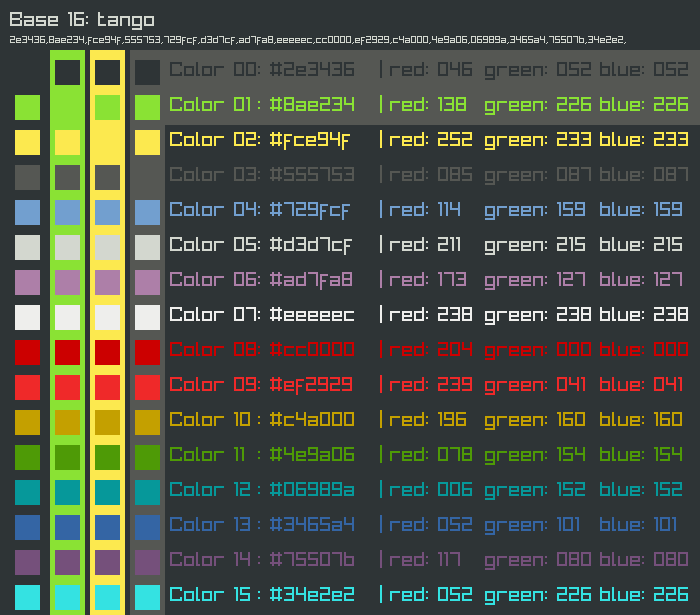 Base 16: tango
2e3436,8ae234,fce94f,555753,729fcf,d3d7cf,ad7fa8,eeeeec,cc0000,ef2929,c4a000,4e9a06,06989a,3465a4,75507b,34e2e2,
Color 00: #2e3436 | red: 046 green: 052 blue: 052
Color 01 : #8ae234 | red: 138 green: 226 blue: 226
Color 02: #fce94f | red: 252 green: 233 blue: 233
Color 03: #555753 | red: 085 green: 087 blue: 087
Color 04: #729fcf | red: 114 green: 159 blue: 159
Color 05: #d3d7cf | red: 211 green: 215 blue: 215
Color 06: #ad7fa8 | red: 173 green: 127 blue: 127
Color 07: #eeeeec | red: 238 green: 238 blue: 238
Color 08: #cc0000 | red: 204 green: 000 blue: 000
Color 09: #ef2929 | red: 239 green: 041 blue: 041
Color 10 : #c4a000 | red: 196 green: 160 blue: 160
Color 11 : #4e9a06 | red: 078 green: 154 blue: 154
Color 12 : #06989a | red: 006 green: 152 blue: 152
Color 13 : #3465a4 | red: 052 green: 101 blue: 101
Color 14 : #75507b | red: 117 green: 080 blue: 080
Color 15 : #34e2e2 | red: 052 green: 226 blue: 226